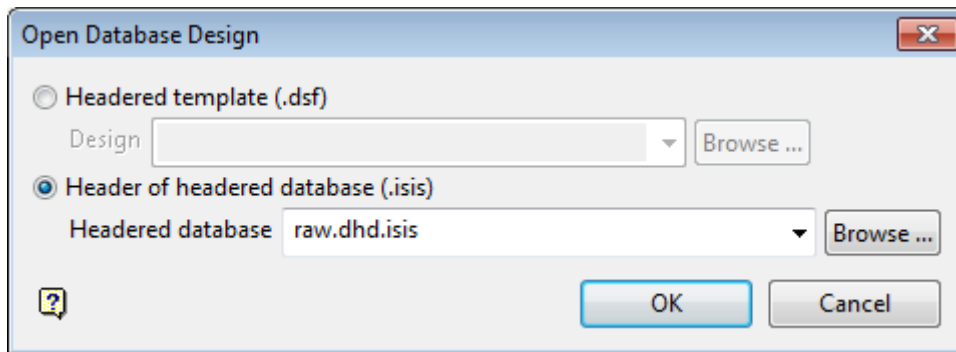 Open Database Design
Headered template (.dsf)
Design Browse ...
Header of headered database (.isis)
Headered database raw.dhd.isis Browse ...
? OK Cancel